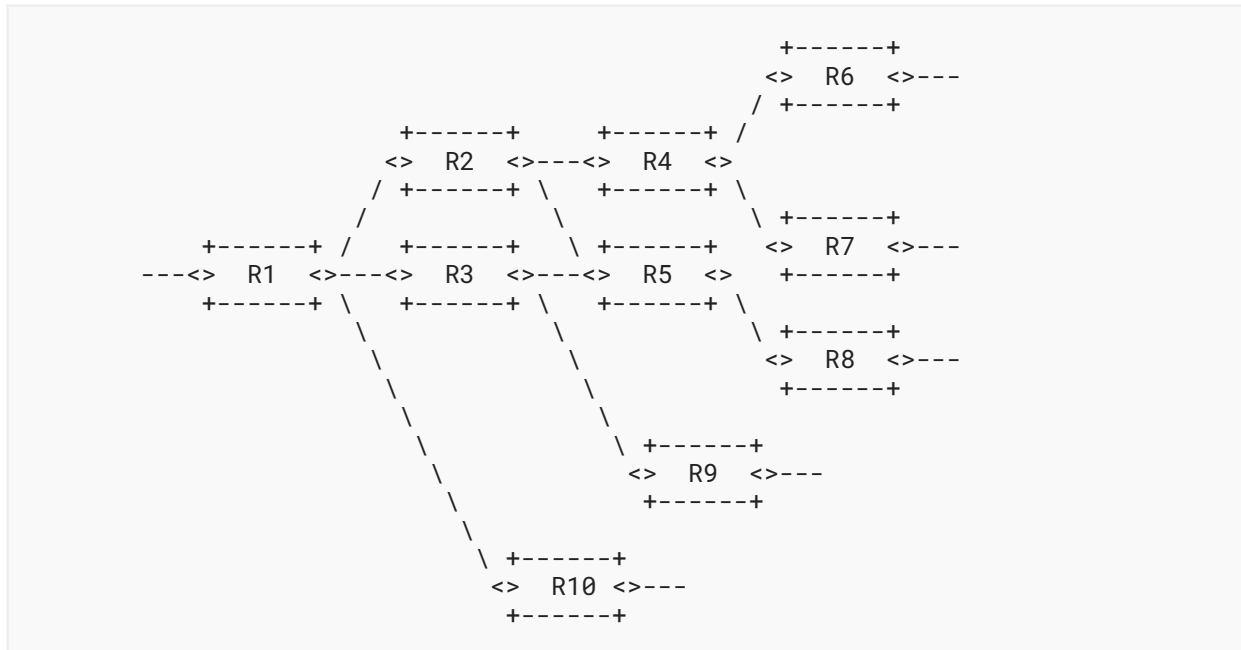 +------+
                                            <>  R6  <>---
                                           / +------+
                   +------+     +------+  /
                  <>  R2  <>---<>  R4  <>
                 / +------+ \   +------+  \
                /            \             \ +------+
     +------+  /   +------+   \ +------+    <>  R7  <>---
 ---<>  R1  <>---<>  R3  <>---<>  R5  <>     +------+
     +------+  \   +------+ \   +------+  \
                \            \             \ +------+
                 \            \             <>  R8  <>---
                  \            \             +------+
                   \            \
                    \            \ +------+
                     \            <>  R9  <>---
                      \            +------+
                       \
                        \ +------+
                         <>  R10 <>---
                          +------+